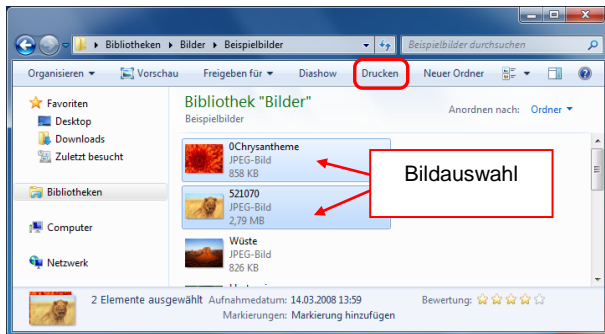 Bibliotheken Bilder Beispielbilder
Beispielbilder durchsuchen
Organisieren Vorschau Freigeben für Diashow Drucken Neuer Ordner
Favoriten
Desktop
Downloads
Zuletzt besucht
Bibliotheken
Computer
Netzwerk
Bibliothek "Bilder"
Beispielbilder
Anordnen nach: Ordner
0Chrysantheme
JPEG-Bild
858 KB
521070
JPEG-Bild
2,79 MB
Wüste
JPEG-Bild
826 KB
Bildauswahl
2 Elemente ausgewählt Aufnahmedatum: 14.03.2008 13:59 Bewertung:
Markierungen: Markierung hinzufügen